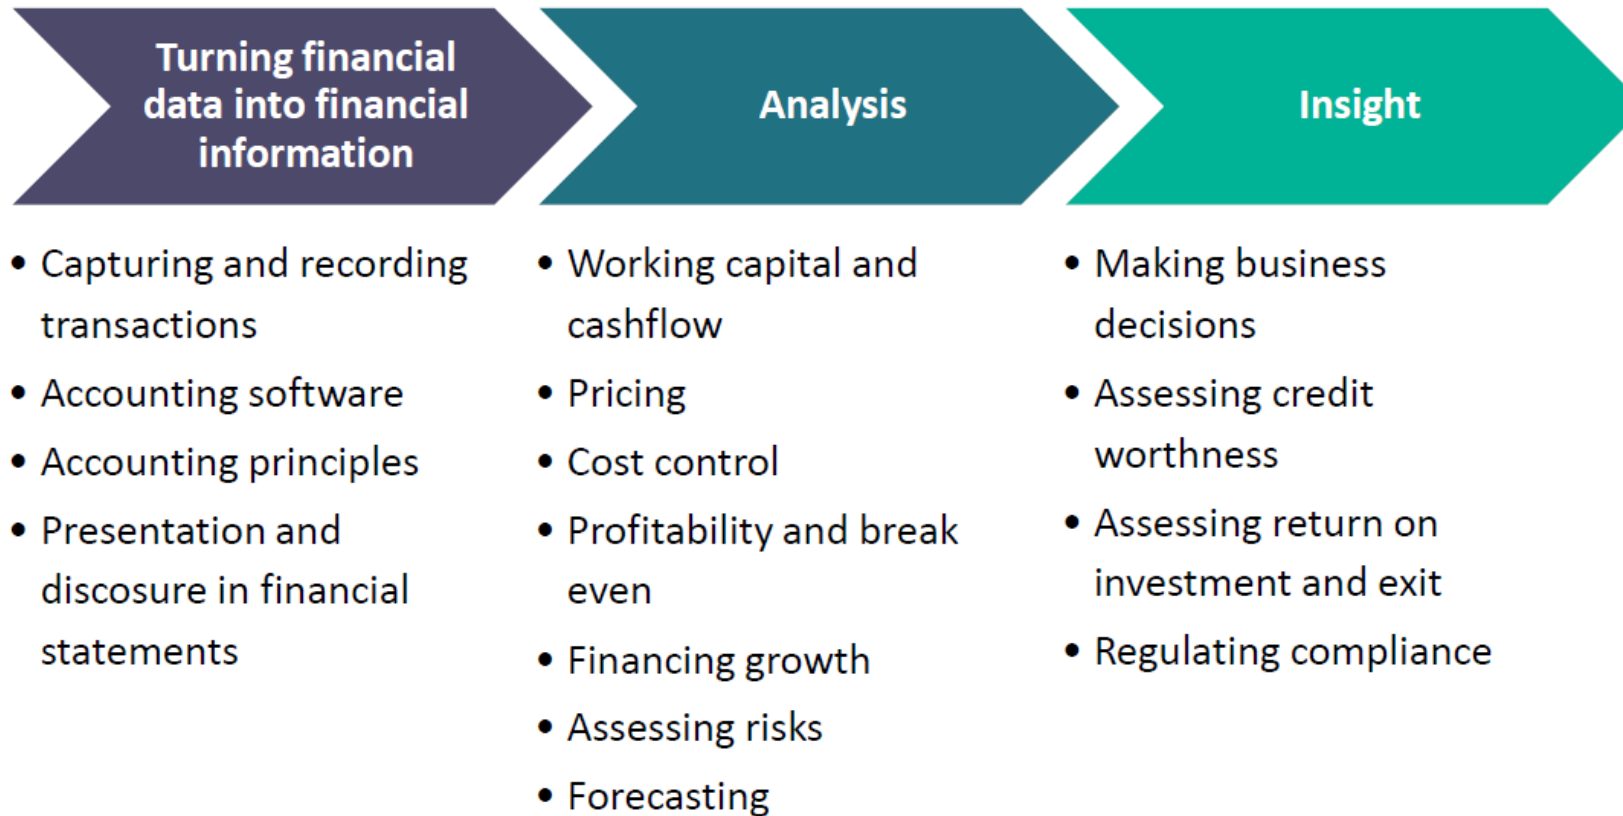 Turning financial
data into financial
information
Analysis
Insight
• Capturing and recording
transactions
• Accounting software
• Accounting principles
• Presentation and
discosure in financial
statements
• Working capital and
cashflow
• Pricing
• Cost control
• Profitability and break
even
• Financing growth
• Assessing risks
• Forecasting
• Making business
decisions
• Assessing credit
worthness
• Assessing return on
investment and exit
• Regulating compliance